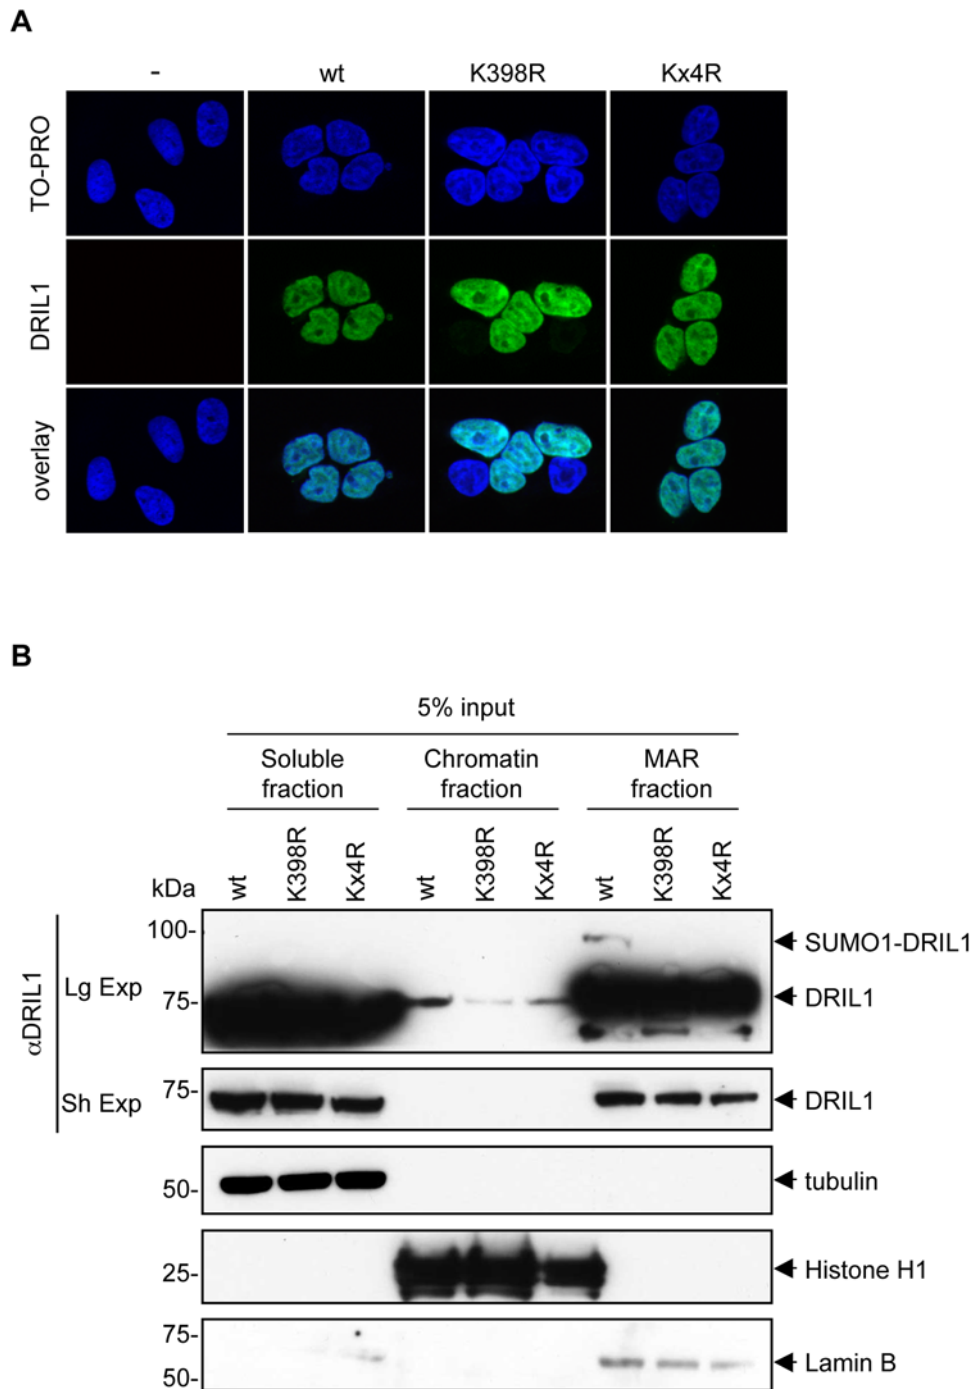 A
- wt K398R Kx4R
TO-PRO
DRIL1
overlay
B
5% input
Soluble fraction
Chromatin fraction
MAR fraction
wt K398R Kx4R wt K398R Kx4R wt K398R Kx4R
kDa
αDRIL1
Lg Exp
100-
75-
SUMO1-DRIL1
DRIL1
Sh Exp
75-
DRIL1
50-
tubulin
25-
Histone H1
75-
50-
Lamin B